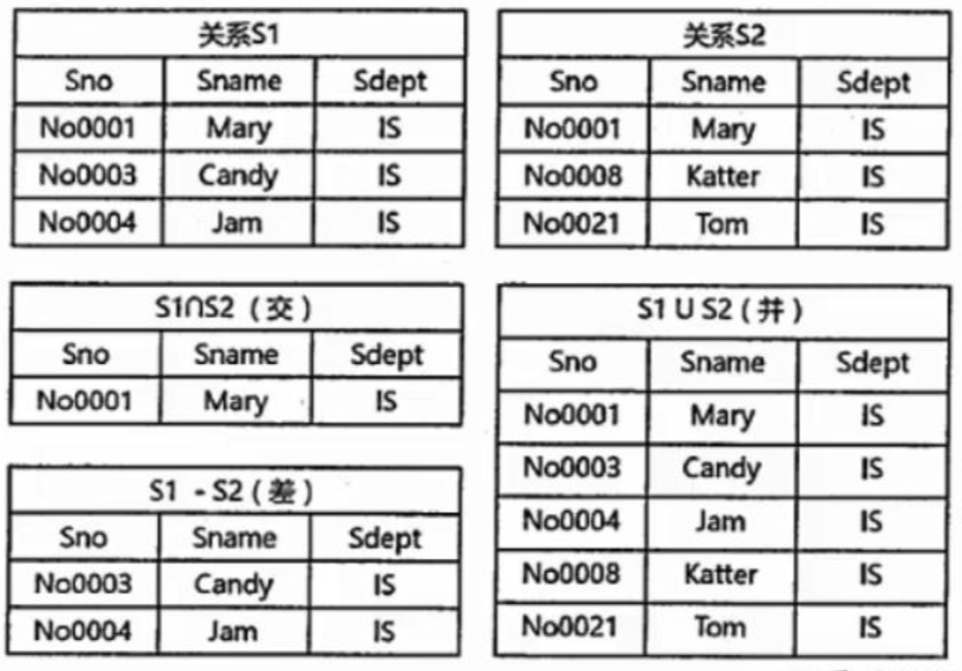 关系S1
Sno Sname Sdept
No0001 Mary IS
No0003 Candy IS
No0004 Jam IS
关系S2
Sno Sname Sdept
No0001 Mary IS
No0008 Katter IS
No0021 Tom IS
S1∩S2（交）
Sno Sname Sdept
No0001 Mary IS
S1 U S2（并）
Sno Sname Sdept
No0001 Mary IS
No0003 Candy IS
No0004 Jam IS
No0008 Katter IS
No0021 Tom IS
S1 - S2（差）
Sno Sname Sdept
No0003 Candy IS
No0004 Jam IS